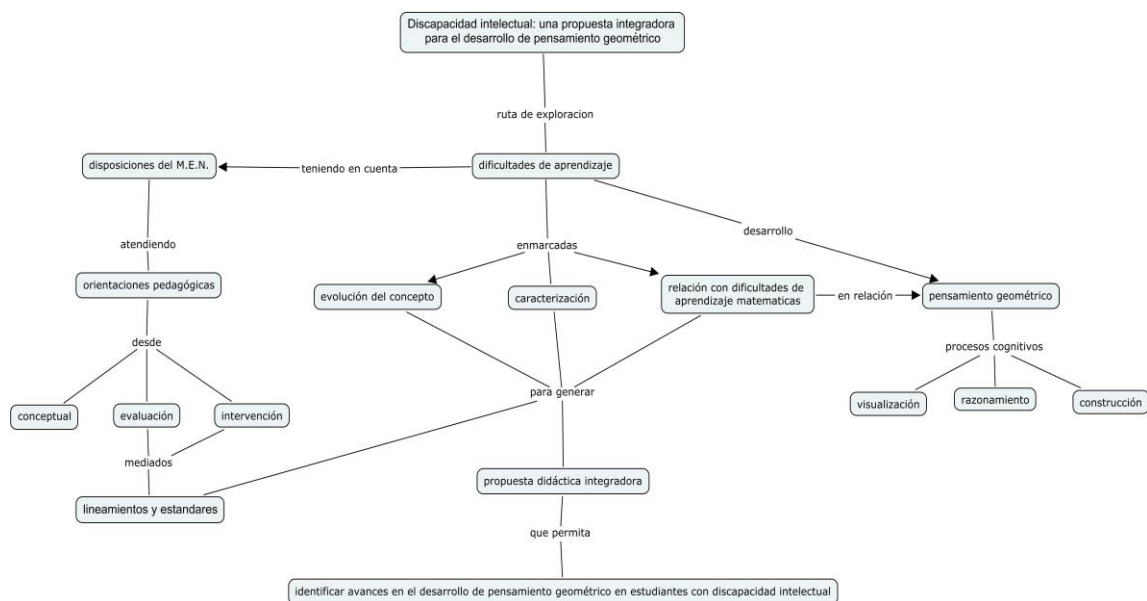 Discapacidad intelectual: una propuesta integradora
para el desarrollo de pensamiento geométrico
ruta de exploracion
disposiciones del M.E.N.
teniendo en cuenta
dificultades de aprendizaje
atendiendo
enmarcadas
desarrollo
orientaciones pedagógicas
evolución del concepto
caracterización
relación con dificultades de
aprendizaje matematicas
en relación
pensamiento geométrico
desde
procesos cognitivos
conceptual
evaluación
intervención
para generar
visualización
razonamiento
construcción
mediados
lineamientos y estandares
propuesta didáctica integradora
que permita
identificar avances en el desarrollo de pensamiento geométrico en estudiantes con discapacidad intelectual